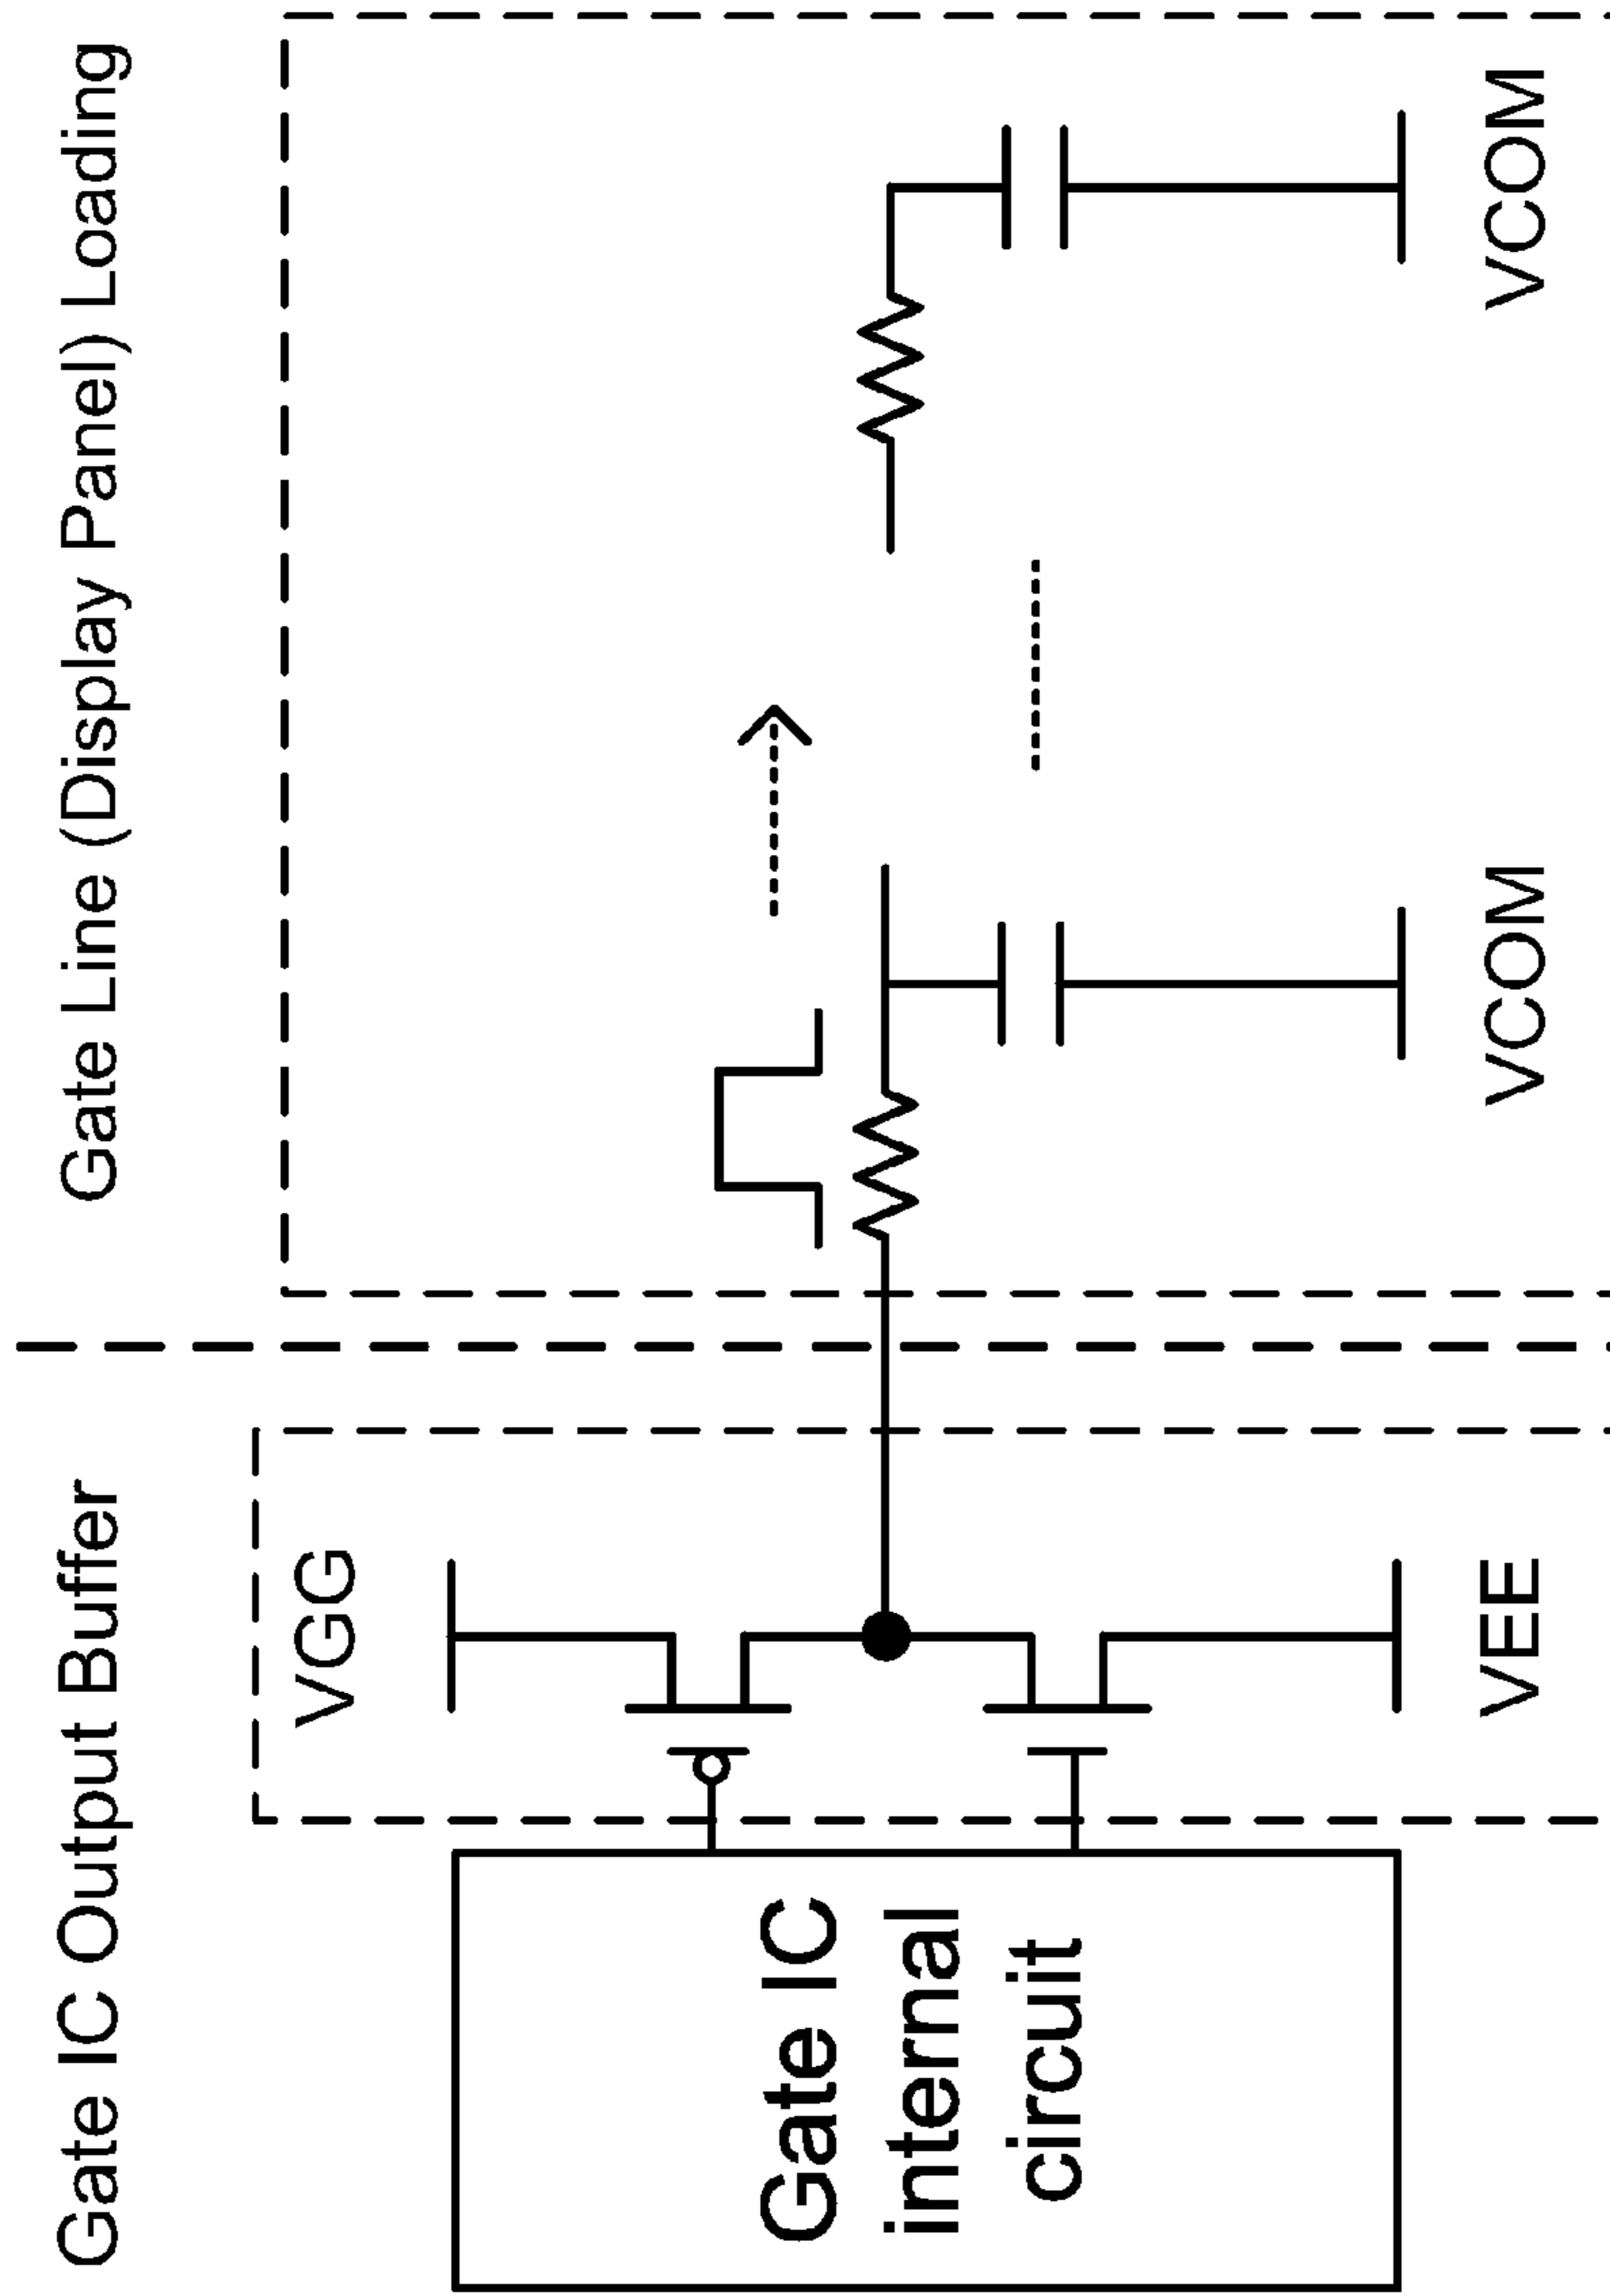 Gate IC Output Buffer
Gate Line (Display Panel) Loading
VGG
Gate IC
internal
circuit
VEE
VCOM
VCOM